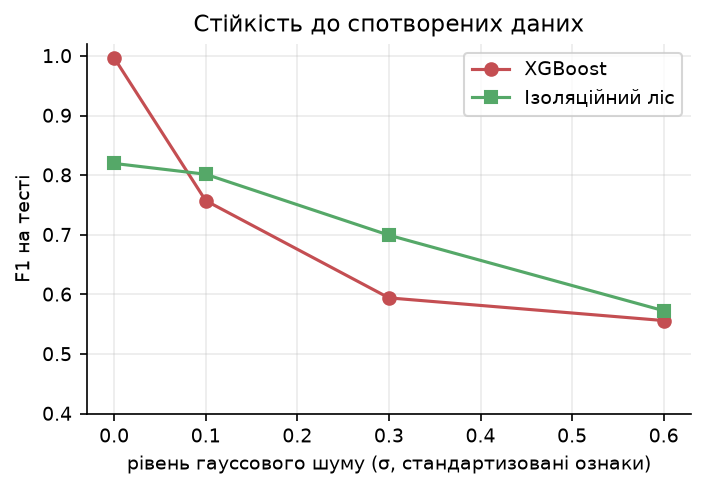 Стійкість до спотворених даних
XGBoost
Ізоляційний ліс
F1 на тесті
1.0
0.9
0.8
0.7
0.6
0.5
0.4
0.0 0.1 0.2 0.3 0.4 0.5 0.6
рівень гауссового шуму (σ, стандартизовані ознаки)